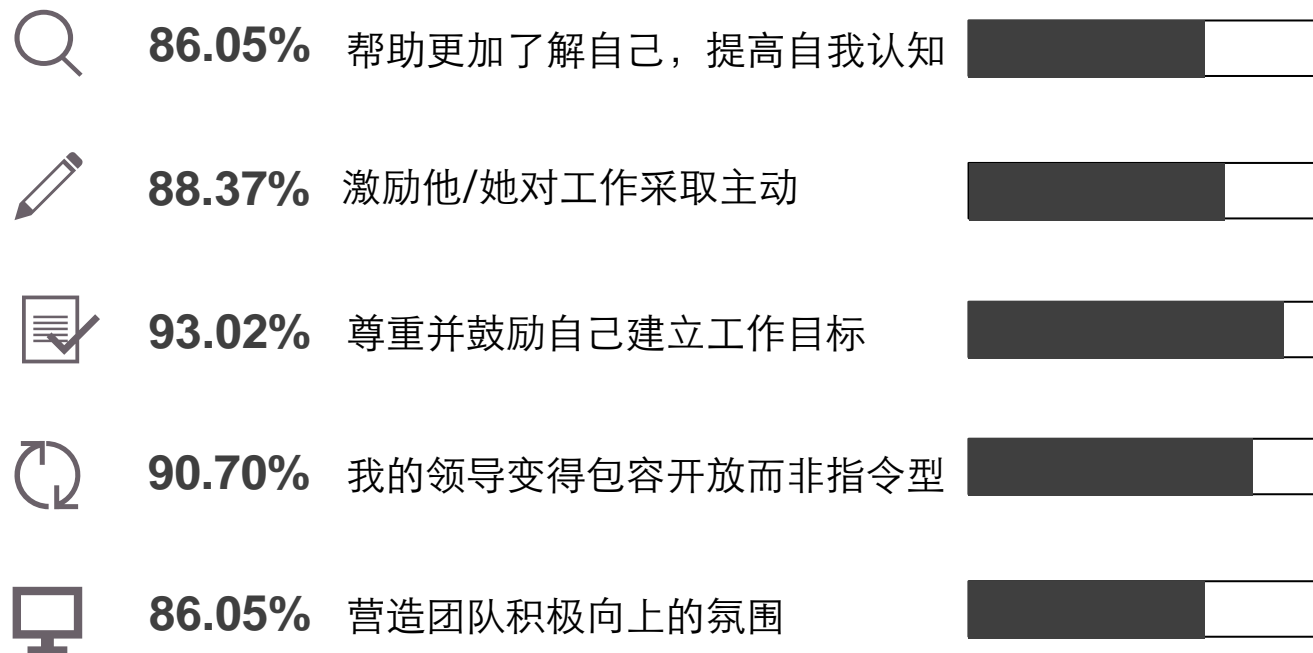 86.05% 帮助更加了解自己，提高自我认知
88.37% 激励他/她对工作采取主动
93.02% 尊重并鼓励自己建立工作目标
90.70% 我的领导变得包容开放而非指令型
86.05% 营造团队积极向上的氛围